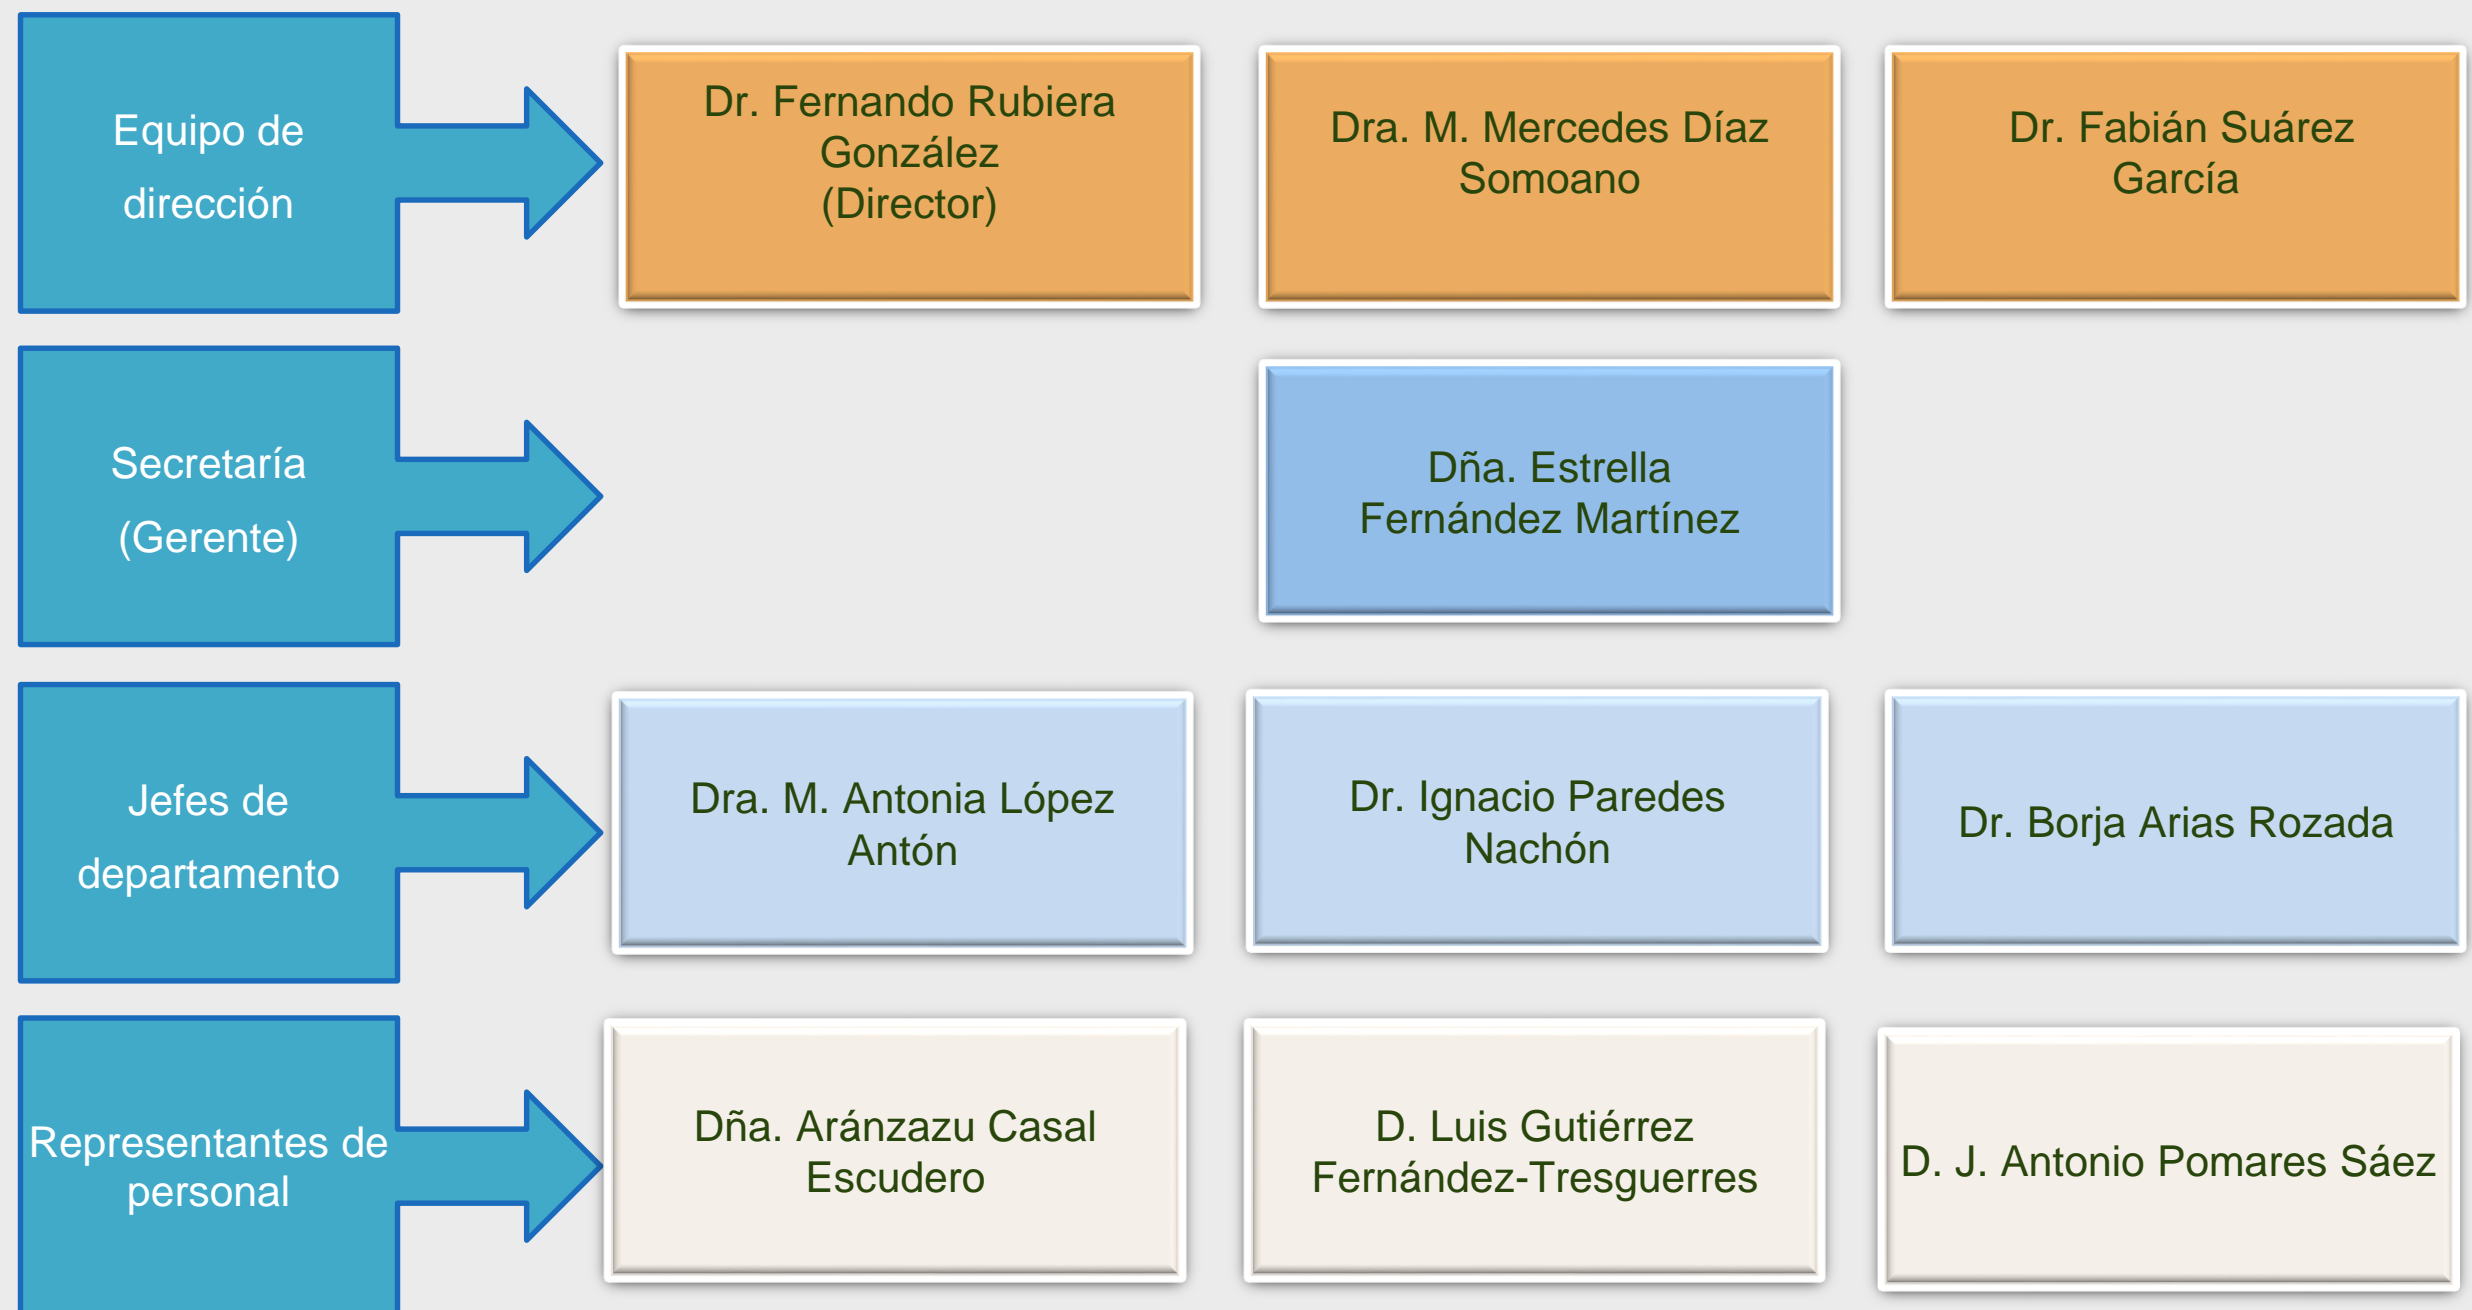 Equipo de
dirección
Dr. Fernando Rubiera
González
(Director)
Dra. M. Mercedes Díaz
Somoano
Dr. Fabián Suárez
García
Secretaría
(Gerente)
Dña. Estrella
Fernández Martínez
Jefes de
departamento
Dra. M. Antonia López
Antón
Dr. Ignacio Paredes
Nachón
Dr. Borja Arias Rozada
Representantes de
personal
Dña. Aránzazu Casal
Escudero
D. Luis Gutiérrez
Fernández-Tresguerres
D. J. Antonio Pomares Sáez